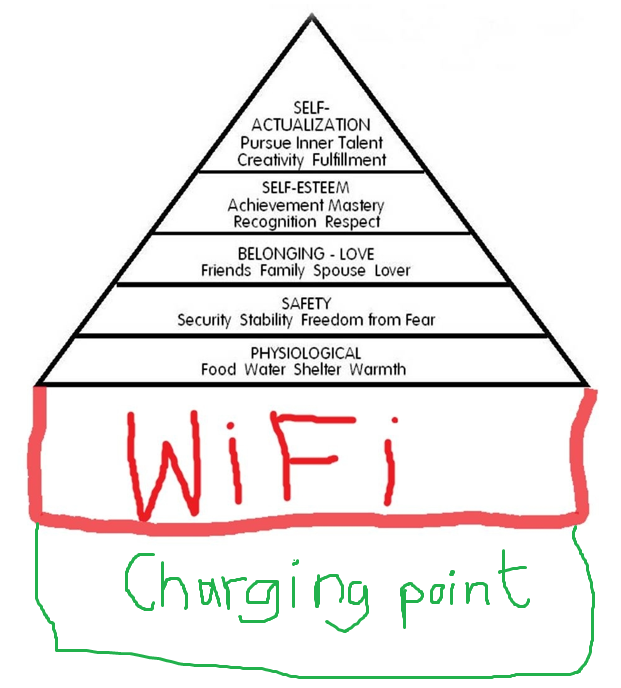 SELF-
ACTUALIZATION
Pursue Inner Talent
Creativity Fulfillment
SELF-ESTEEM
Achievement Mastery
Recognition Respect
BELONGING - LOVE
Friends Family Spouse Lover
SAFETY
Security Stability Freedom from Fear
PHYSIOLOGICAL
Food Water Shelter Warmth
WiFi
Charging point